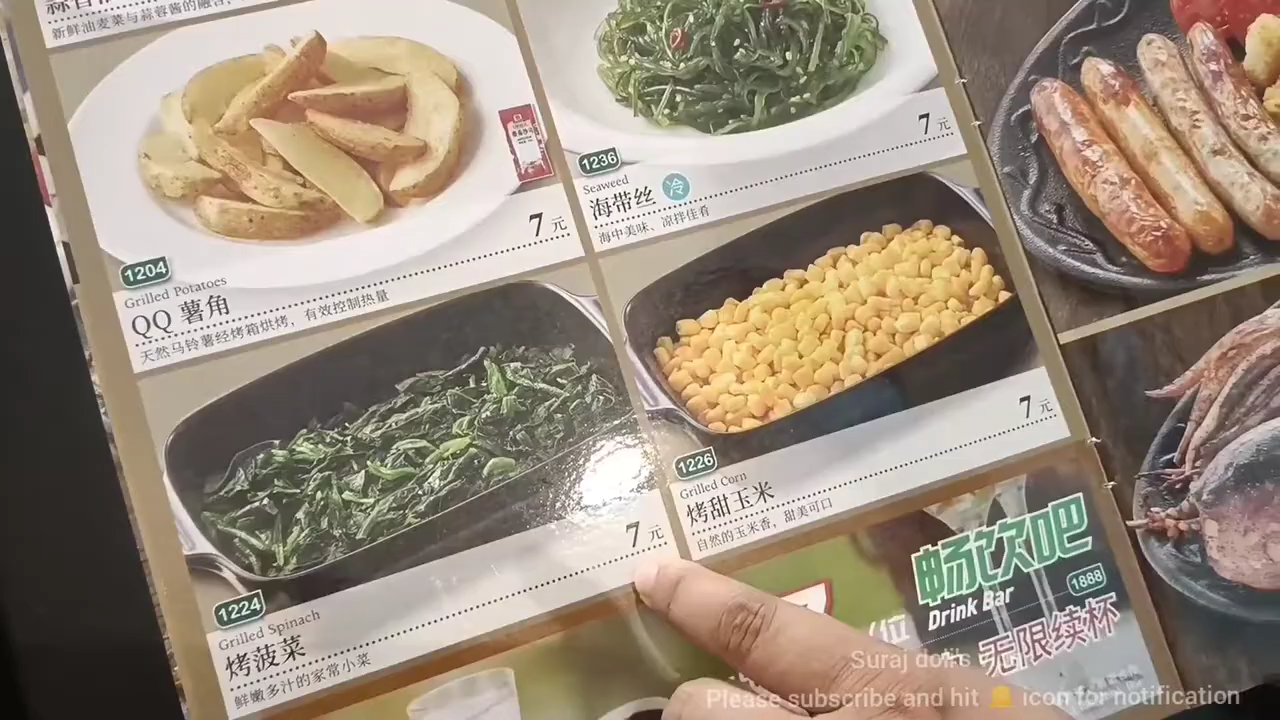 新鲜油麦菜与蒜蓉酱的融合,
7元
1204
Grilled Potatoes
QQ 薯角
天然马铃薯经烤箱烘烤, 有效控制热量
7元
1236
Seaweed
海带丝 冷
海中美味、凉拌佳肴
7元
1224
Grilled Spinach
烤菠菜
鲜嫩多汁的家常小菜
7元
1226
Grilled Corn
烤甜玉米
自然的玉米香, 甜美可口
畅饮吧
Drink Bar
1888
/位
无限续杯
Suraj doi's
Please subscribe and hit 🔔 icon for notification